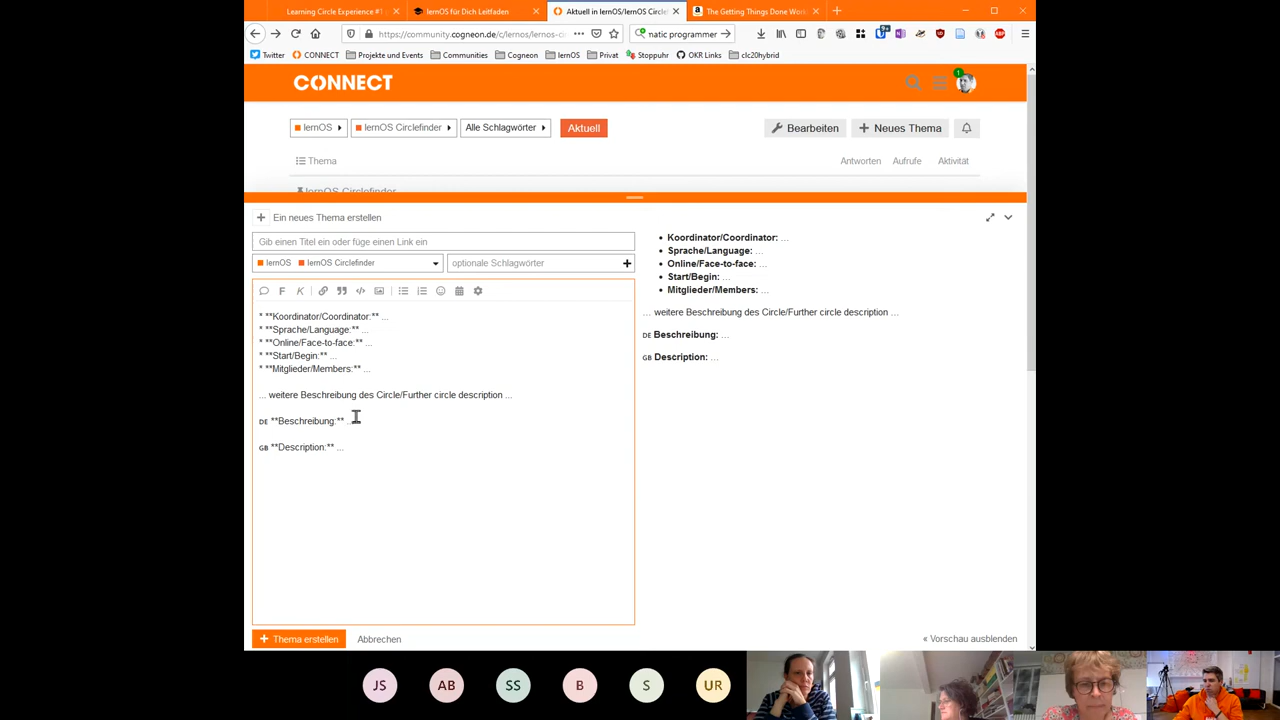 Learning Circle Experience #1
lernOS für Dich Leitfaden
Aktuell in lernOS/lernOS Circle
The Getting Things Done Work
https://community.cogneon.de/c/lernos/lernos-ci
natic programmer
Twitter
CONNECT
Projekte und Events
Communities
Cogneon
lernOS
Privat
Stoppuhr
OKR Links
clc20hybrid
CONNECT
1
lernOS
lernOS Circlefinder
Alle Schlagwörter
Aktuell
Bearbeiten
Neues Thema
Thema
Antworten
Aufrufe
Aktivität
lernOS Circlefinder
Ein neues Thema erstellen
Gib einen Titel ein oder füge einen Link ein
lernOS lernOS Circlefinder
optionale Schlagwörter
* **Koordinator/Coordinator:** ...
* **Sprache/Language:** ...
* **Online/Face-to-face:** ...
* **Start/Begin:** ...
* **Mitglieder/Members:** ...
... weitere Beschreibung des Circle/Further circle description ...
DE **Beschreibung:** ...
GB **Description:** ...
Koordinator/Coordinator: ...
Sprache/Language: ...
Online/Face-to-face: ...
Start/Begin: ...
Mitglieder/Members: ...
... weitere Beschreibung des Circle/Further circle description ...
DE Beschreibung: ...
GB Description: ...
Thema erstellen
Abbrechen
« Vorschau ausblenden
JS
AB
SS
B
S
UR